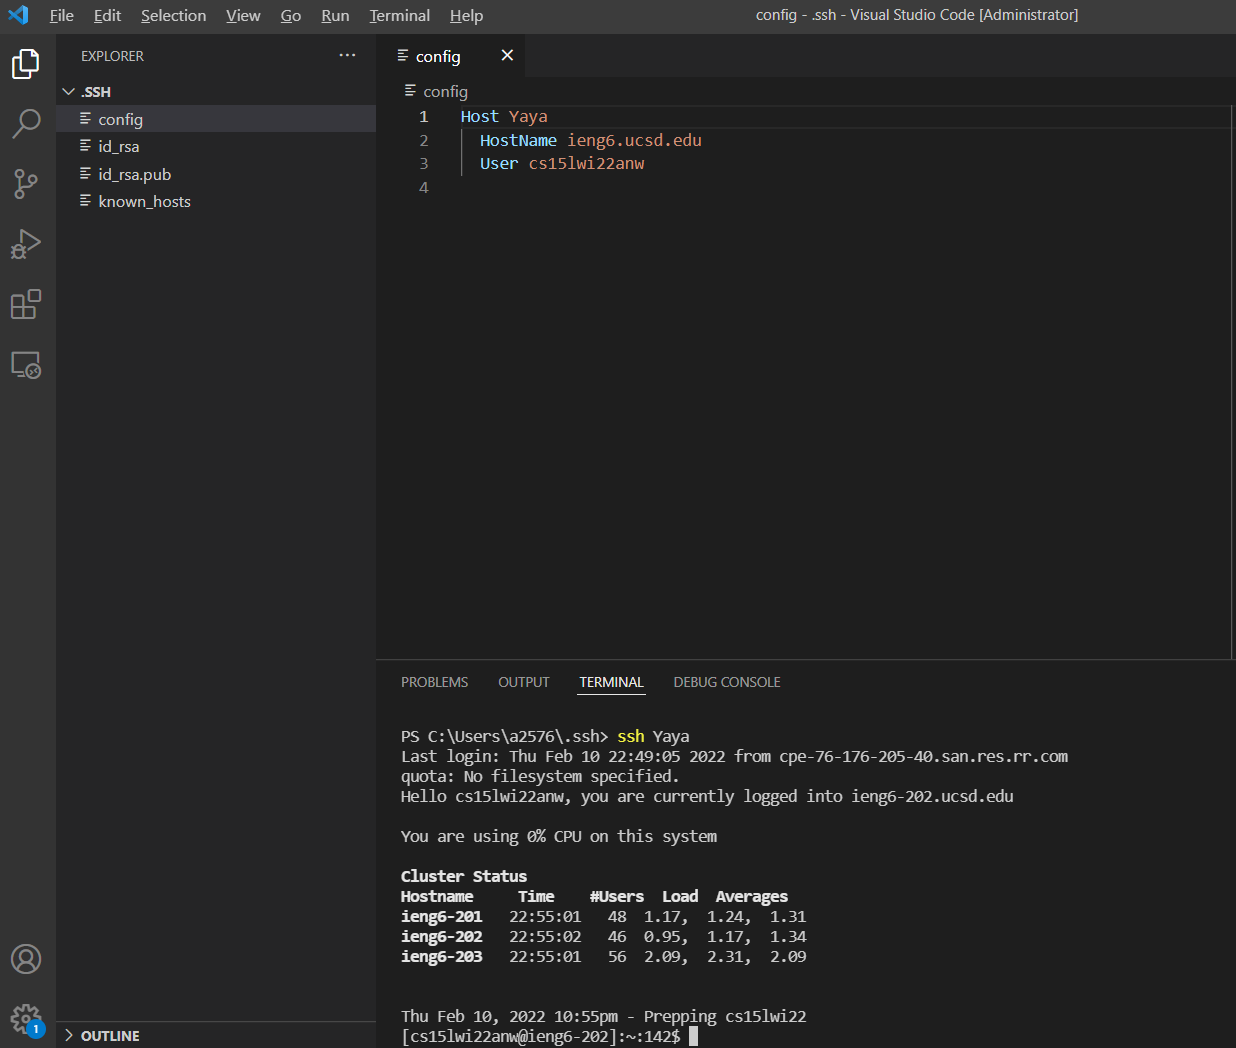 File Edit Selection View Go Run Terminal Help
config - .ssh - Visual Studio Code [Administrator]
EXPLORER ···
.SSH
config
id_rsa
id_rsa.pub
known_hosts
config
config
1 Host Yaya
2 HostName ieng6.ucsd.edu
3 User cs15lwi22anw
4
PROBLEMS OUTPUT TERMINAL DEBUG CONSOLE
PS C:\Users\a2576\.ssh> ssh Yaya
Last login: Thu Feb 10 22:49:05 2022 from cpe-76-176-205-40.san.res.rr.com
quota: No filesystem specified.
Hello cs15lwi22anw, you are currently logged into ieng6-202.ucsd.edu
You are using 0% CPU on this system
Cluster Status
Hostname Time #Users Load Averages
ieng6-201 22:55:01 48 1.17, 1.24, 1.31
ieng6-202 22:55:02 46 0.95, 1.17, 1.34
ieng6-203 22:55:01 56 2.09, 2.31, 2.09
Thu Feb 10, 2022 10:55pm - Prepping cs15lwi22
[cs15lwi22anw@ieng6-202]:~:142$
1
OUTLINE